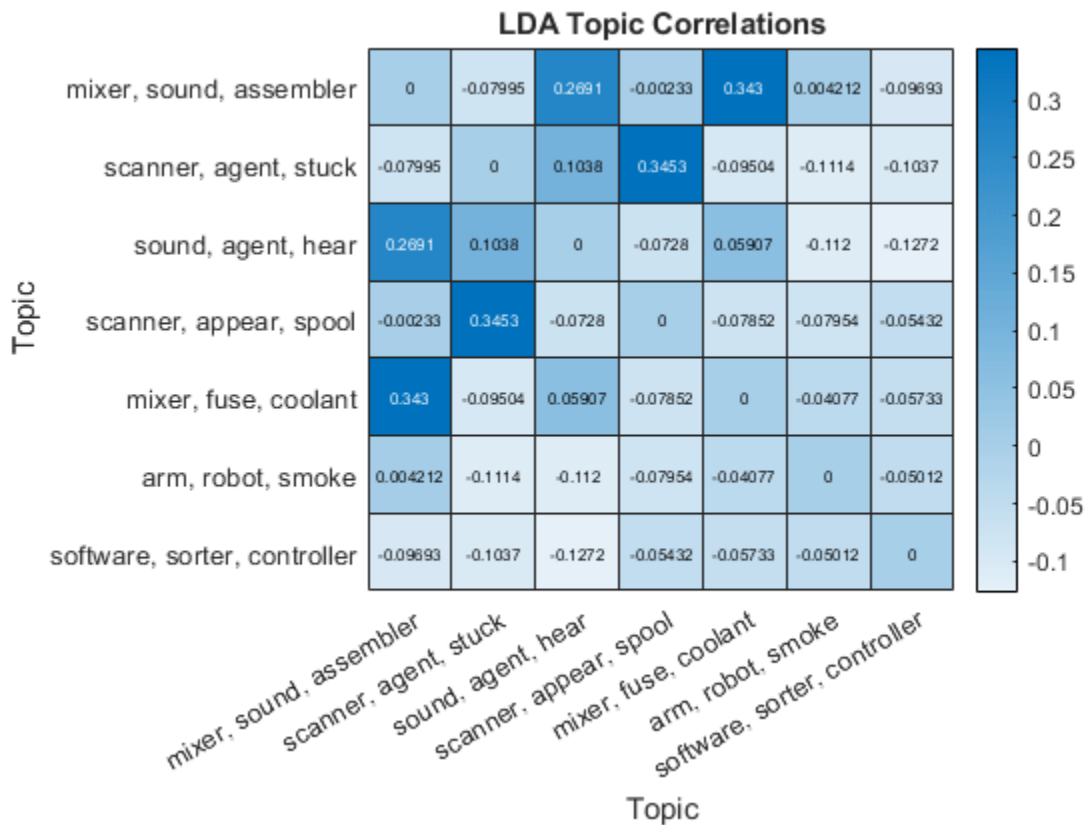 LDA Topic Correlations
mixer, sound, assembler 0 -0.07995 0.2691 -0.00233 0.343 0.004212 -0.09693
scanner, agent, stuck -0.07995 0 0.1038 0.3453 -0.09504 -0.1114 -0.1037
sound, agent, hear 0.2691 0.1038 0 -0.0728 0.05907 -0.112 -0.1272
scanner, appear, spool -0.00233 0.3453 -0.0728 0 -0.07852 -0.07954 -0.05432
mixer, fuse, coolant 0.343 -0.09504 0.05907 -0.07852 0 -0.04077 -0.05733
arm, robot, smoke 0.004212 -0.1114 -0.112 -0.07954 -0.04077 0 -0.05012
software, sorter, controller -0.09693 -0.1037 -0.1272 -0.05432 -0.05733 -0.05012 0
Topic
mixer, sound, assembler
scanner, agent, stuck
sound, agent, hear
scanner, appear, spool
mixer, fuse, coolant
arm, robot, smoke
software, sorter, controller
Topic
0.3
0.25
0.2
0.15
0.1
0.05
0
-0.05
-0.1